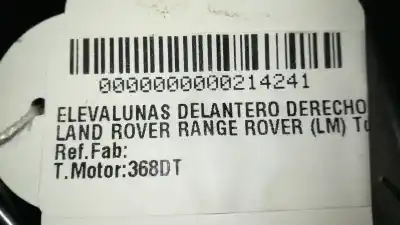 0000000000214241
ELEVALUNAS DELANTERO DERECHO
LAND ROVER RANGE ROVER (LM)
Ref.Fab:
T.Motor:368DT